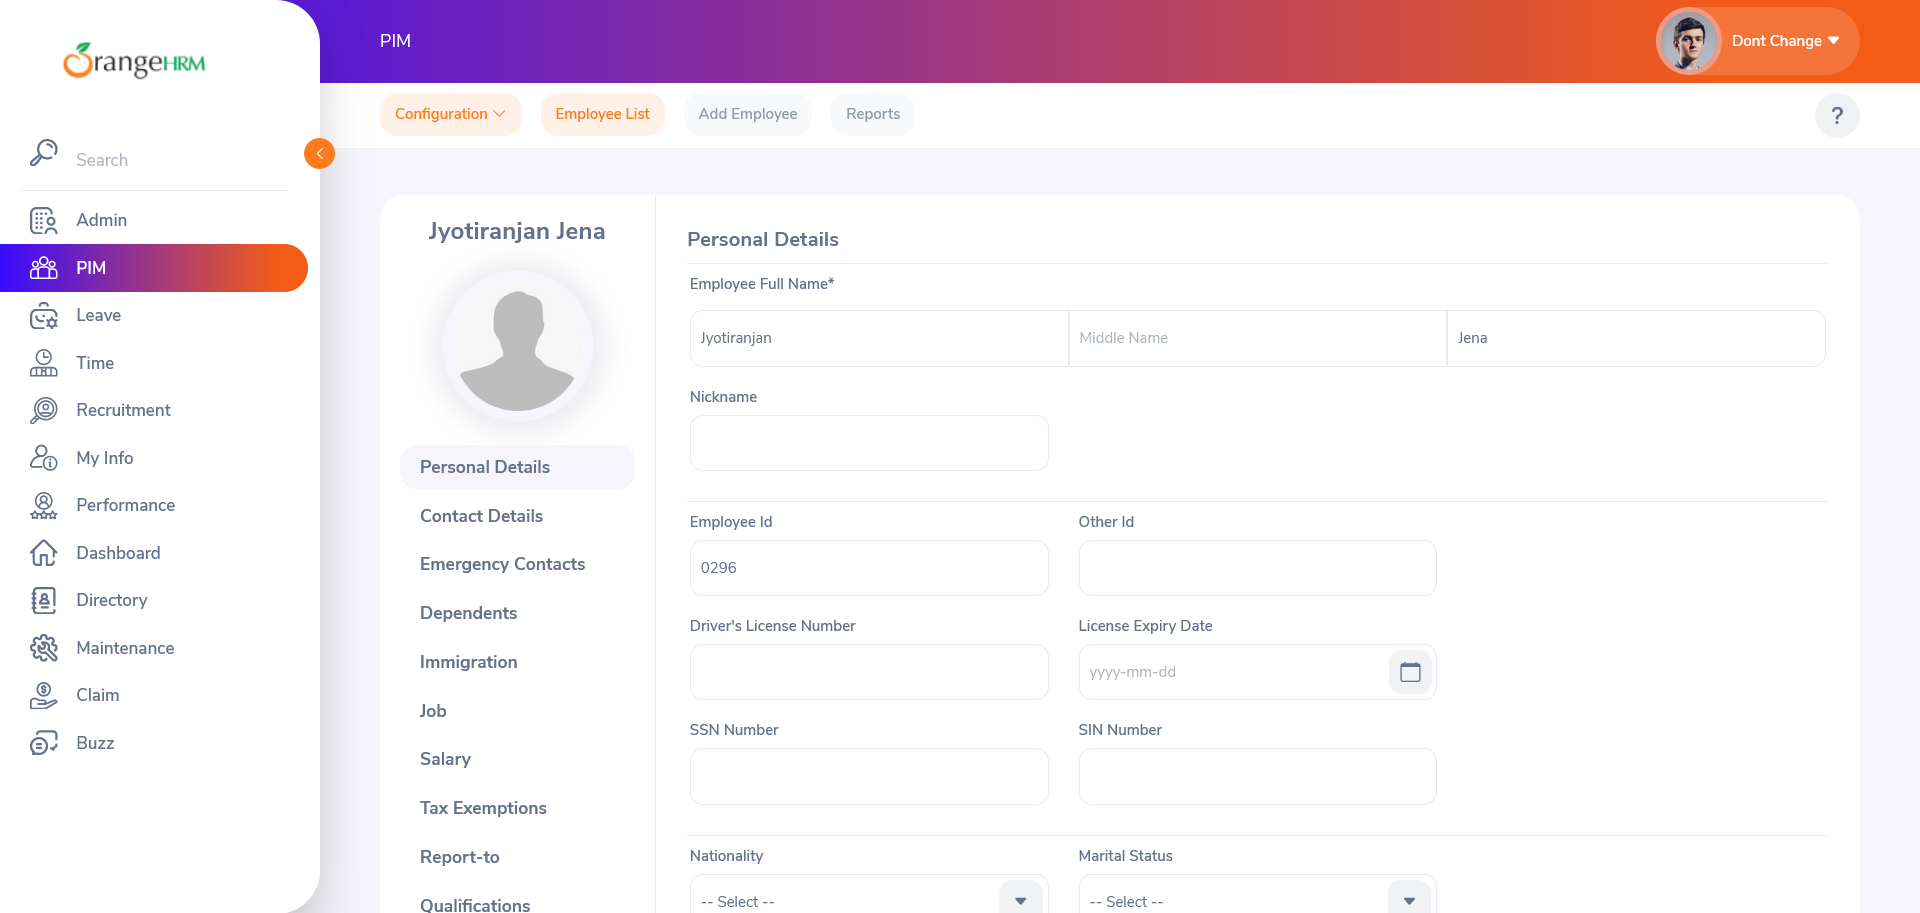 OrangeHRM
PIM
Dont Change
Configuration
Employee List
Add Employee
Reports
?
Search
Admin
PIM
Leave
Time
Recruitment
My Info
Performance
Dashboard
Directory
Maintenance
Claim
Buzz
Jyotiranjan Jena
Personal Details
Contact Details
Emergency Contacts
Dependents
Immigration
Job
Salary
Tax Exemptions
Report-to
Qualifications
Personal Details
Employee Full Name*
Jyotiranjan Middle Name Jena
Nickname
Employee Id Other Id
0296
Driver's License Number License Expiry Date
yyyy-mm-dd
SSN Number SIN Number
Nationality Marital Status
-- Select -- -- Select --